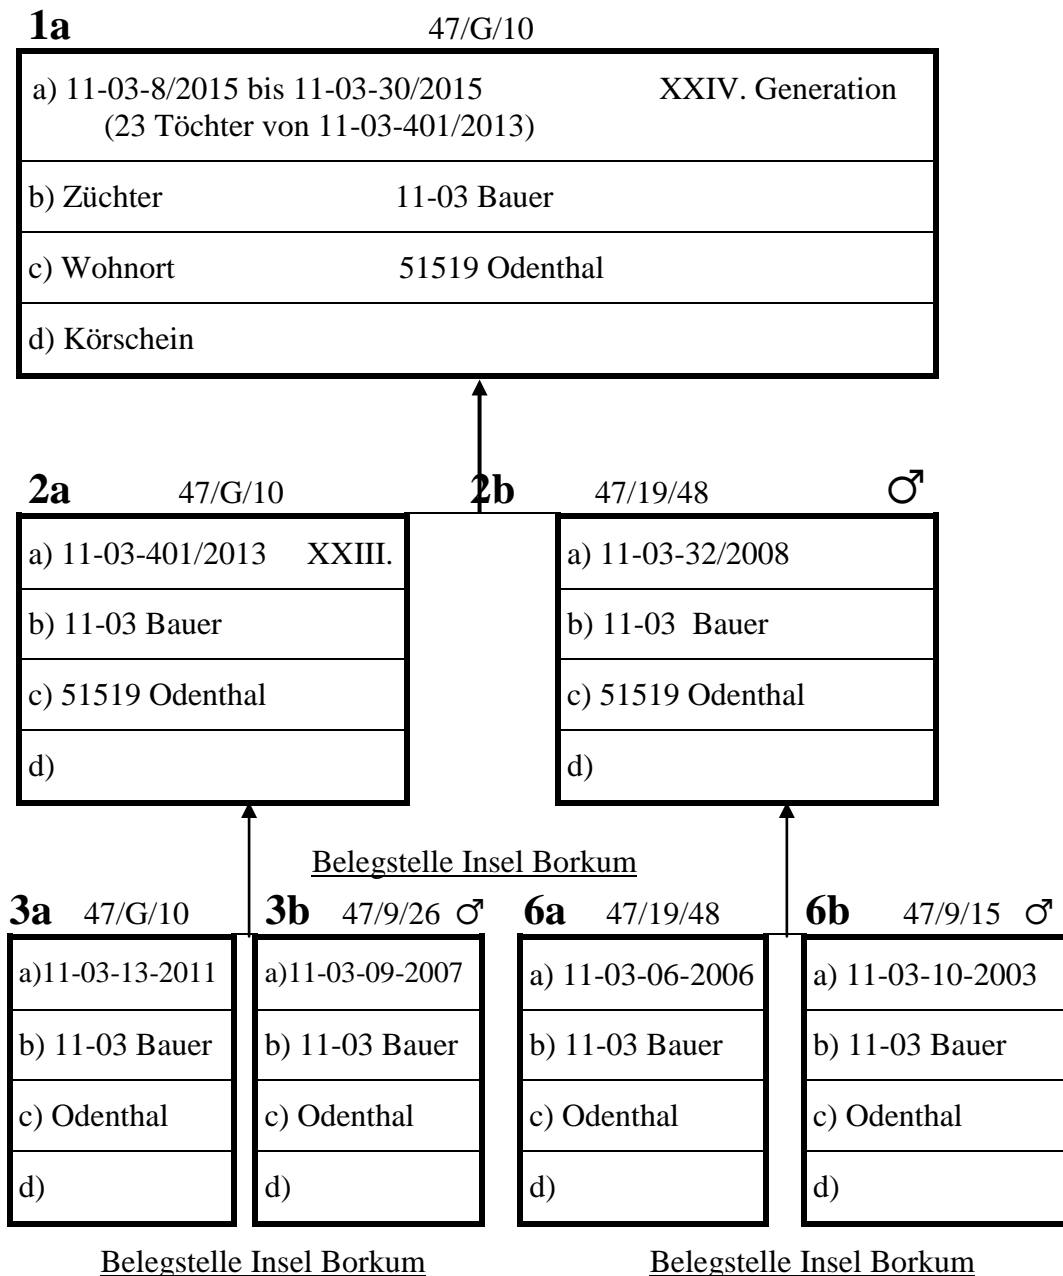 1a 47/G/10
a) 11-03-8/2015 bis 11-03-30/2015 XXIV. Generation
(23 Töchter von 11-03-401/2013)
b) Züchter 11-03 Bauer
c) Wohnort 51519 Odenthal
d) Körschein
2a 47/G/10 2b 47/19/48 ♂
a) 11-03-401/2013 XXIII.
b) 11-03 Bauer
c) 51519 Odenthal
d)
a) 11-03-32/2008
b) 11-03 Bauer
c) 51519 Odenthal
d)
Belegstelle Insel Borkum
3a 47/G/10 3b 47/9/26 ♂ 6a 47/19/48 6b 47/9/15 ♂
a)11-03-13-2011
b) 11-03 Bauer
c) Odenthal
d)
a)11-03-09-2007
b) 11-03 Bauer
c) Odenthal
d)
a) 11-03-06-2006
b) 11-03 Bauer
c) Odenthal
d)
a) 11-03-10-2003
b) 11-03 Bauer
c) Odenthal
d)
Belegstelle Insel Borkum Belegstelle Insel Borkum